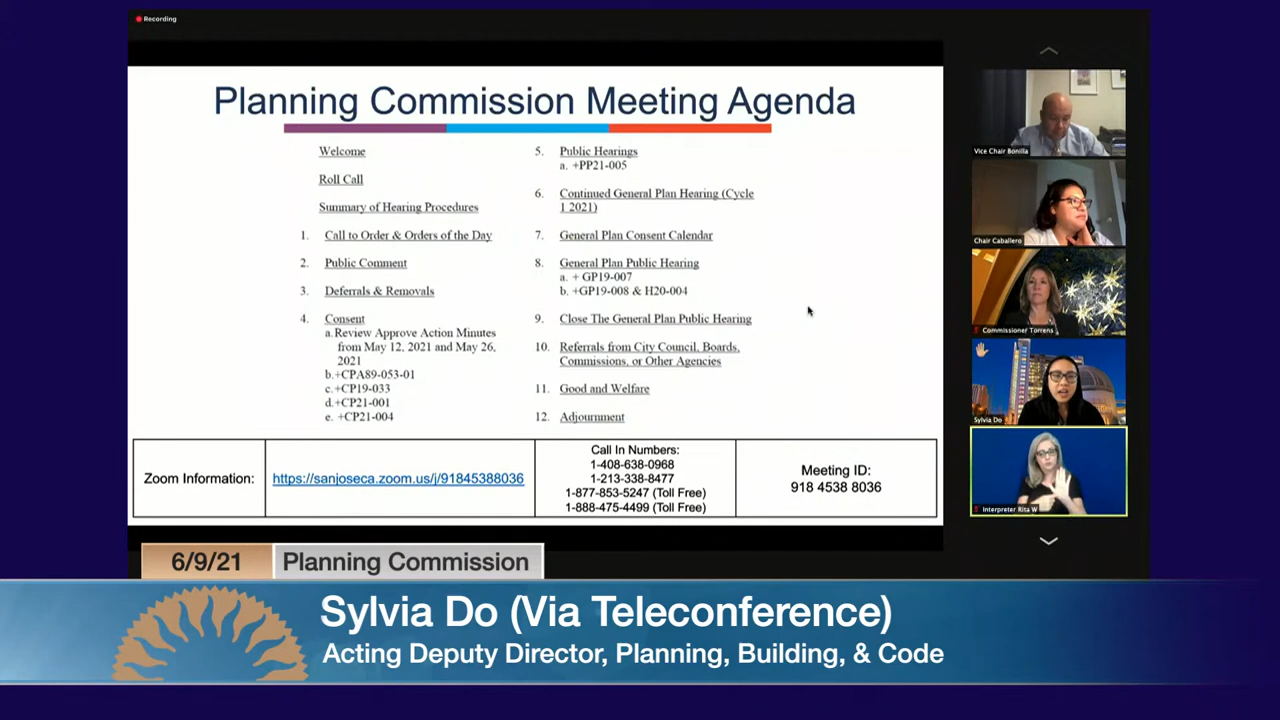 Recording
Planning Commission Meeting Agenda
Welcome
Roll Call
Summary of Hearing Procedures
1. Call to Order & Orders of the Day
2. Public Comment
3. Deferrals & Removals
4. Consent
a.Review Approve Action Minutes
from May 12, 2021 and May 26,
2021
b.+CPA89-053-01
c.+CP19-033
d.+CP21-001
e. +CP21-004
5. Public Hearings
a. +PP21-005
6. Continued General Plan Hearing (Cycle
1 2021)
7. General Plan Consent Calendar
8. General Plan Public Hearing
a. + GP19-007
b. +GP19-008 & H20-004
9. Close The General Plan Public Hearing
10. Referrals from City Council, Boards,
Commissions, or Other Agencies
11. Good and Welfare
12. Adjournment
Zoom Information:
https://sanjoseca.zoom.us/j/91845388036
Call In Numbers:
1-408-638-0968
1-213-338-8477
1-877-853-5247 (Toll Free)
1-888-475-4499 (Toll Free)
Meeting ID:
918 4538 8036
Vice Chair Bonilla
Chair Caballero
Commissioner Torrens
Sylvia Do
Interpreter Rita W
6/9/21
Planning Commission
Sylvia Do (Via Teleconference)
Acting Deputy Director, Planning, Building, & Code